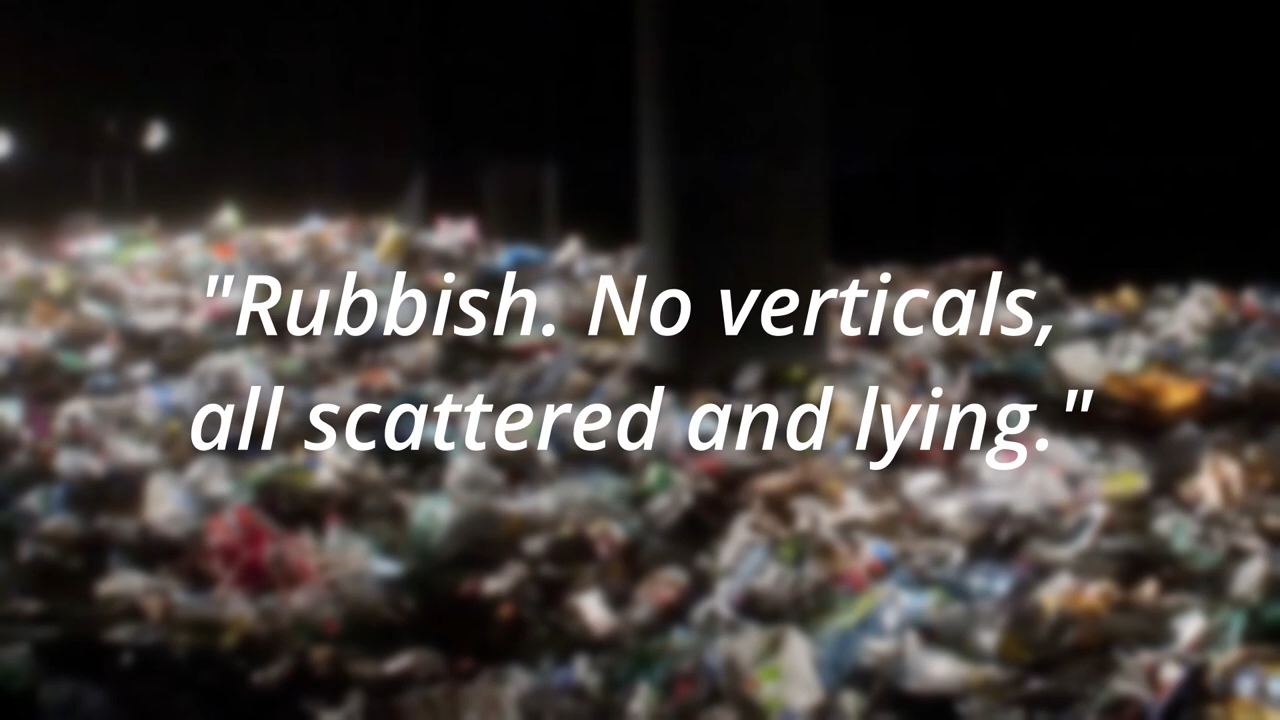 "Rubbish. No verticals,
all scattered and lying."